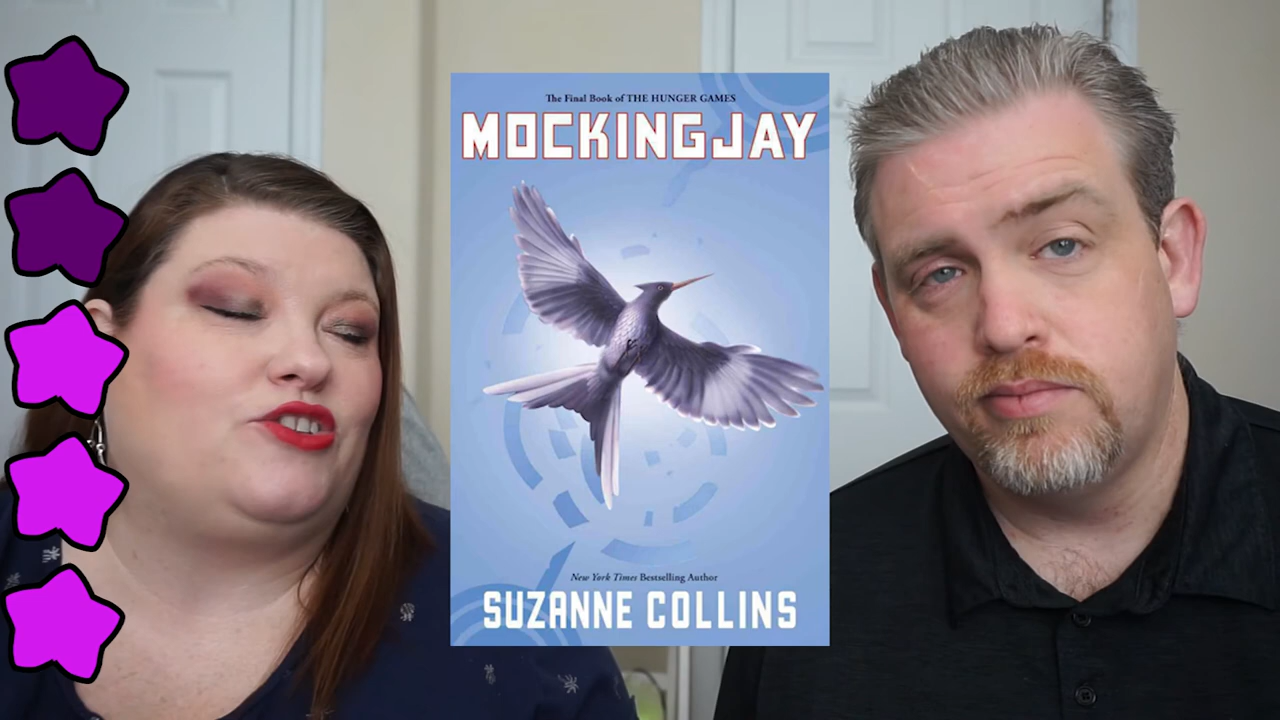 The Final Book of THE HUNGER GAMES
MOCKINGJAY
New York Times Bestselling Author
SUZANNE COLLINS